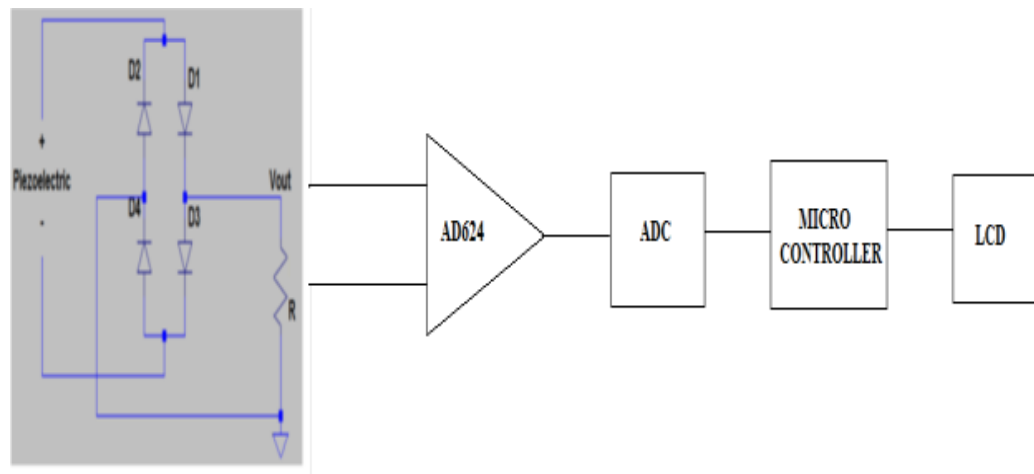 D2
D1
+
Piezoelectric
-
Vout
D4
D3
R
AD624
ADC
MICRO
CONTROLLER
LCD